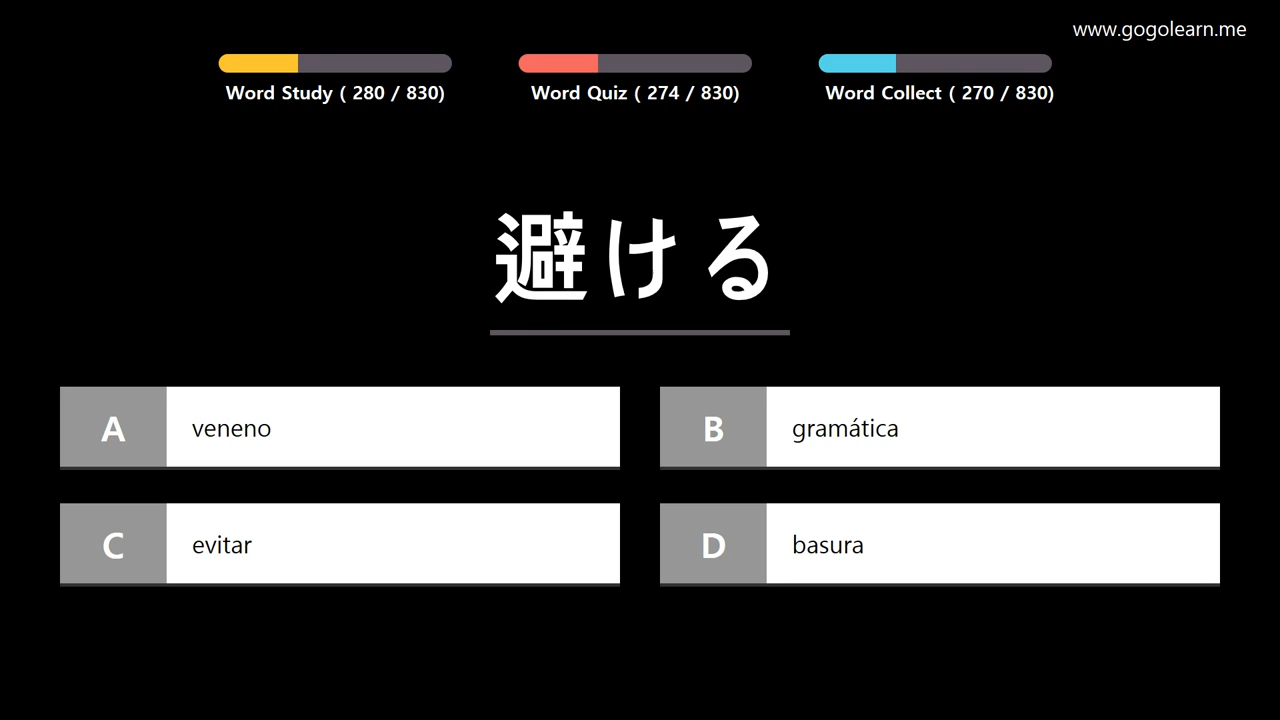 www.gogolearn.me
Word Study ( 280 / 830)
Word Quiz ( 274 / 830)
Word Collect ( 270 / 830)
避ける
A veneno
B gramática
C evitar
D basura